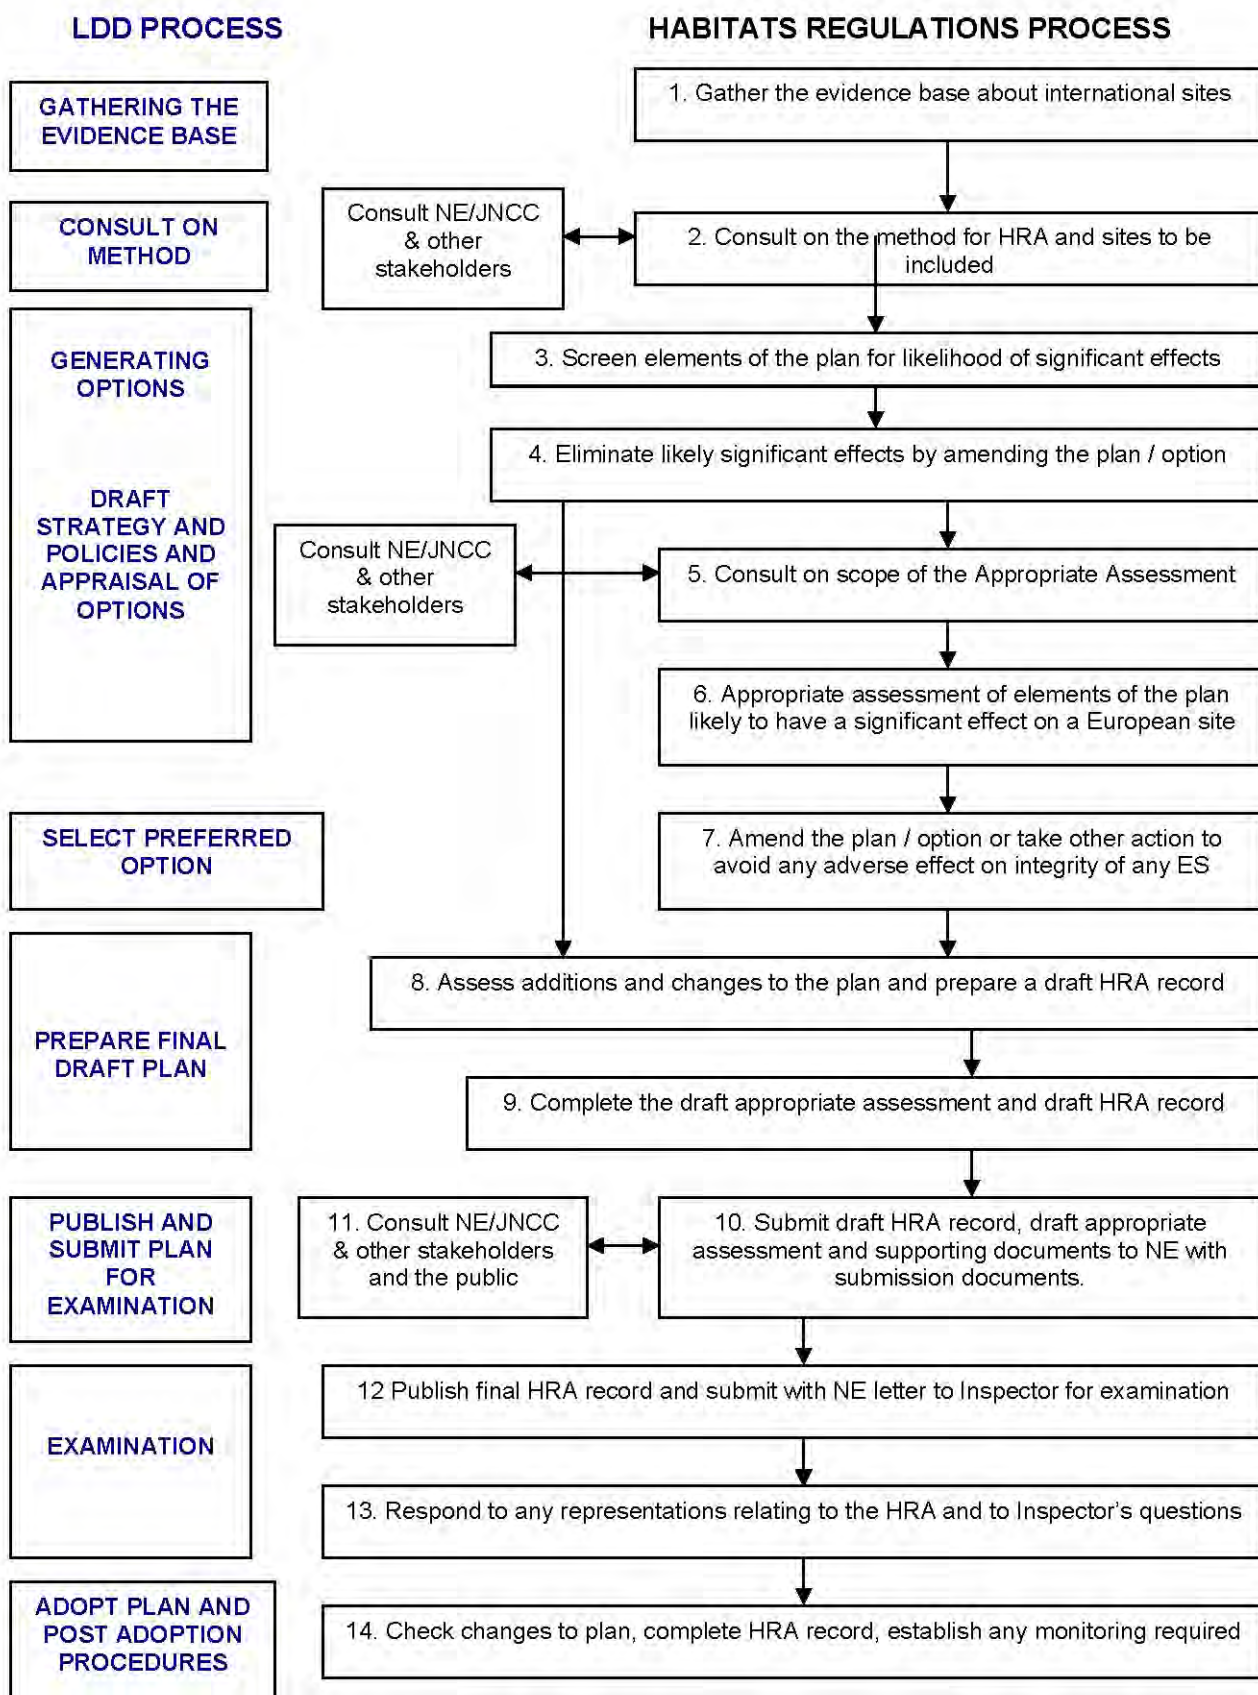 LDD PROCESS
HABITATS REGULATIONS PROCESS
GATHERING THE
EVIDENCE BASE
1. Gather the evidence base about international sites
CONSULT ON
METHOD
Consult NE/JNCC
& other
stakeholders
2. Consult on the method for HRA and sites to be
included
GENERATING
OPTIONS
DRAFT
STRATEGY AND
POLICIES AND
APPRAISAL OF
OPTIONS
3. Screen elements of the plan for likelihood of significant effects
4. Eliminate likely significant effects by amending the plan / option
Consult NE/JNCC
& other
stakeholders
5. Consult on scope of the Appropriate Assessment
6. Appropriate assessment of elements of the plan
likely to have a significant effect on a European site
SELECT PREFERRED
OPTION
7. Amend the plan / option or take other action to
avoid any adverse effect on integrity of any ES
PREPARE FINAL
DRAFT PLAN
8. Assess additions and changes to the plan and prepare a draft HRA record
9. Complete the draft appropriate assessment and draft HRA record
PUBLISH AND
SUBMIT PLAN
FOR
EXAMINATION
11. Consult NE/JNCC
& other stakeholders
and the public
10. Submit draft HRA record, draft appropriate
assessment and supporting documents to NE with
submission documents.
EXAMINATION
12 Publish final HRA record and submit with NE letter to Inspector for examination
13. Respond to any representations relating to the HRA and to Inspector's questions
ADOPT PLAN AND
POST ADOPTION
PROCEDURES
14. Check changes to plan, complete HRA record, establish any monitoring required